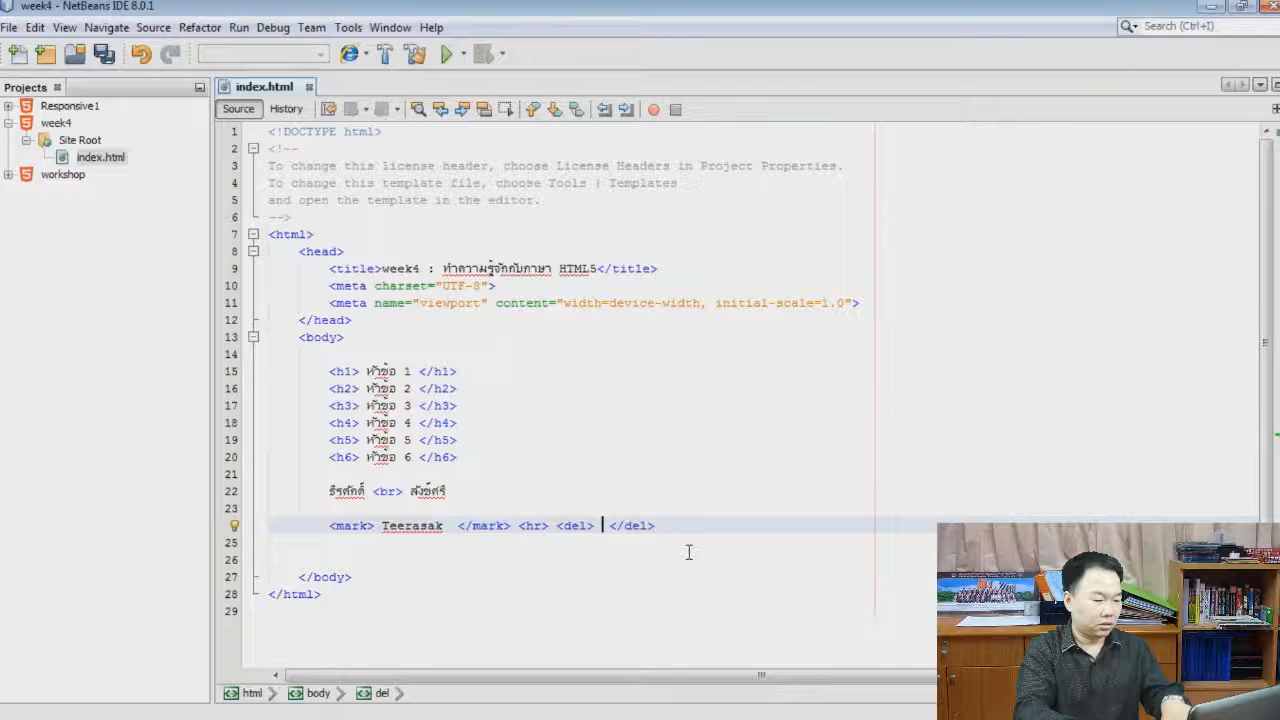 week4 - NetBeans IDE 8.0.1
File Edit View Navigate Source Refactor Run Debug Team Tools Window Help
Search (Ctrl+I)
Projects
index.html
Responsive1
week4
Site Root
index.html
workshop
Source History
1 <!DOCTYPE html>
2 <!--
3 To change this license header, choose License Headers in Project Properties.
4 To change this template file, choose Tools | Templates
5 and open the template in the editor.
6 -->
7 <html>
8 <head>
9 <title>week4 : ทำความรู้จักกับภาษา HTML5</title>
10 <meta charset="UTF-8">
11 <meta name="viewport" content="width=device-width, initial-scale=1.0">
12 </head>
13 <body>
14
15 <h1> หัวข้อ 1 </h1>
16 <h2> หัวข้อ 2 </h2>
17 <h3> หัวข้อ 3 </h3>
18 <h4> หัวข้อ 4 </h4>
19 <h5> หัวข้อ 5 </h5>
20 <h6> หัวข้อ 6 </h6>
21
22 ธีรศักดิ์ <br> สังข์ศรี
23
24 <mark> Teerasak </mark> <hr> <del> </del>
25
26
27 </body>
28 </html>
29
html body del